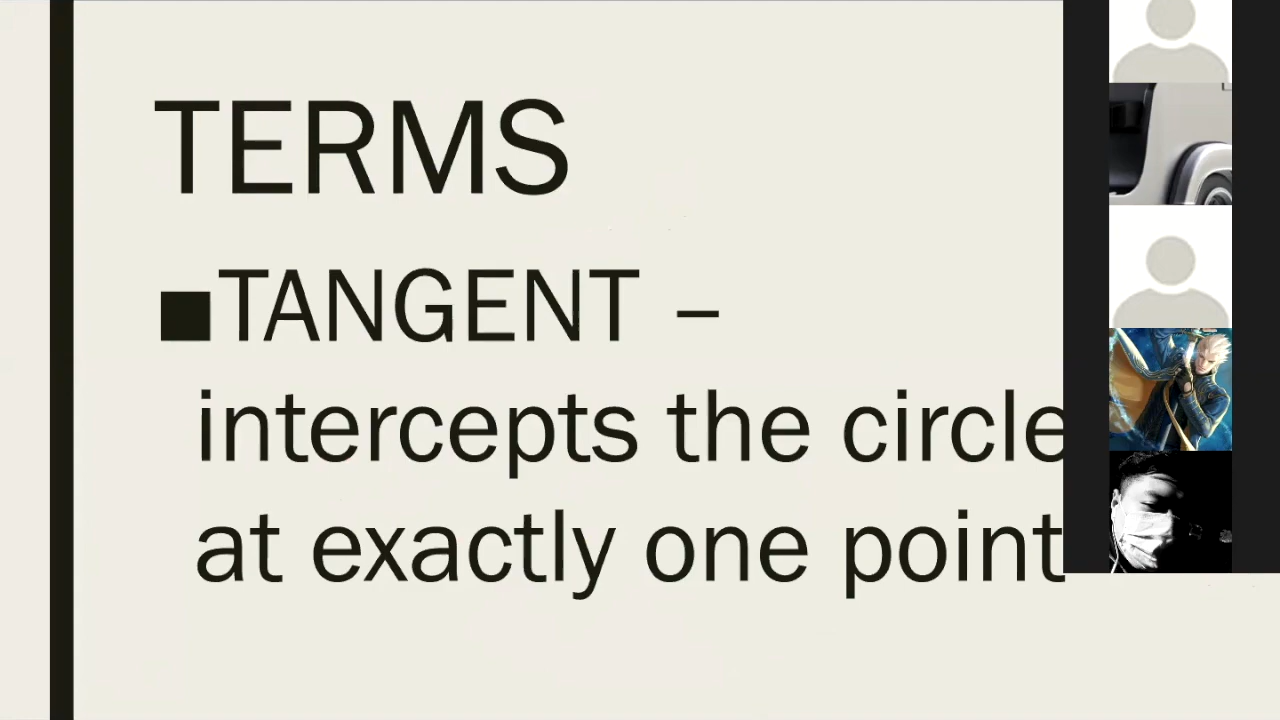 TERMS
■TANGENT –
intercepts the circle
at exactly one point